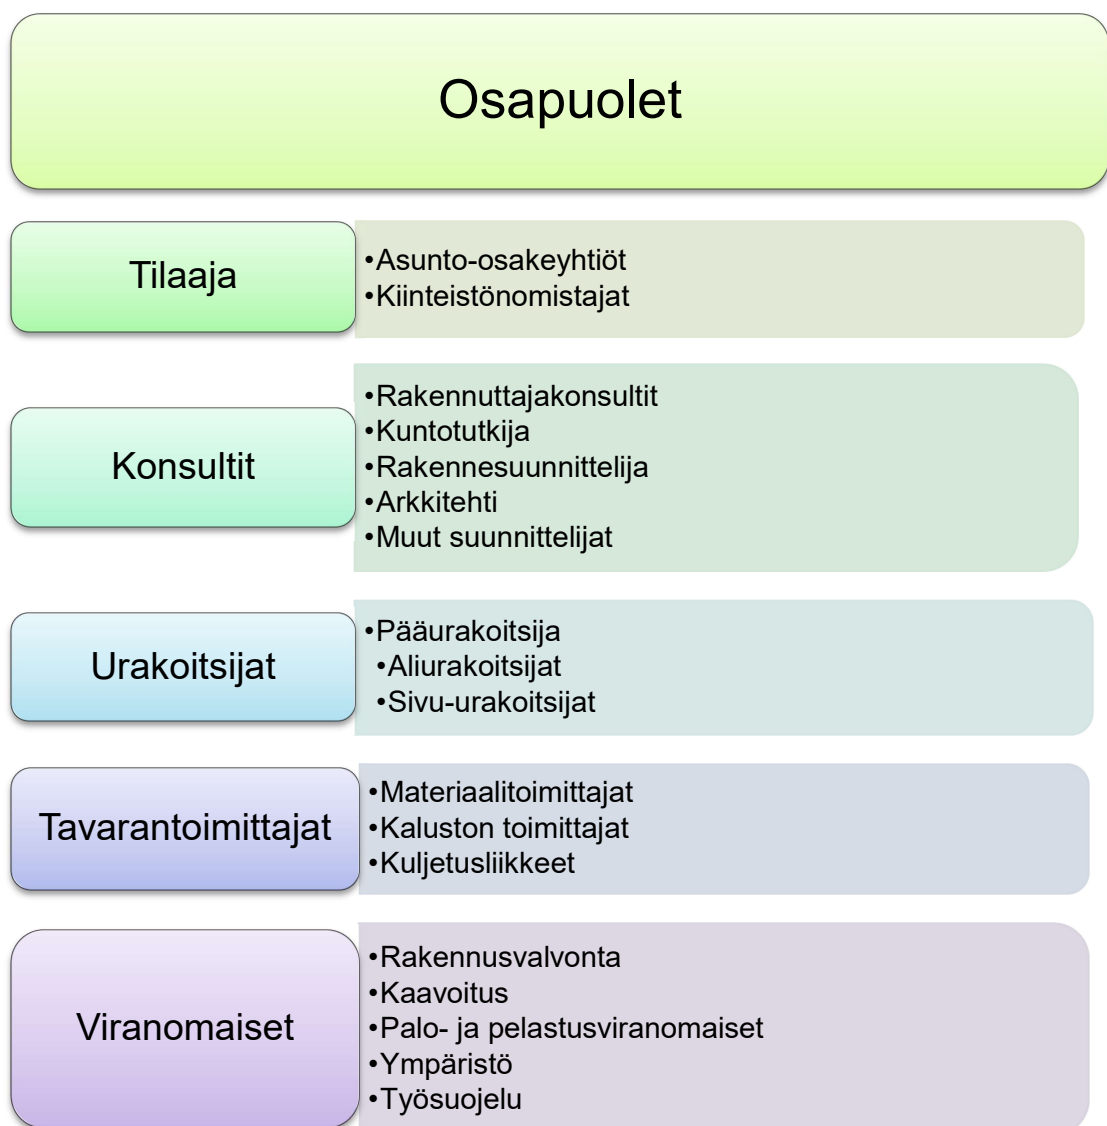 Osapuolet
Tilaaja
•Asunto-osakeyhtiöt
•Kiinteistönomistajat
Konsultit
•Rakennuttajakonsultit
•Kuntotutkija
•Rakennesuunnittelija
•Arkkitehti
•Muut suunnittelijat
Urakoitsijat
•Pääurakoitsija
•Aliurakoitsijat
•Sivu-urakoitsijat
Tavarantoimittajat
•Materiaalitoimittajat
•Kaluston toimittajat
•Kuljetusliikkeet
Viranomaiset
•Rakennusvalvonta
•Kaavoitus
•Palo- ja pelastusviranomaiset
•Ympäristö
•Työsuojelu